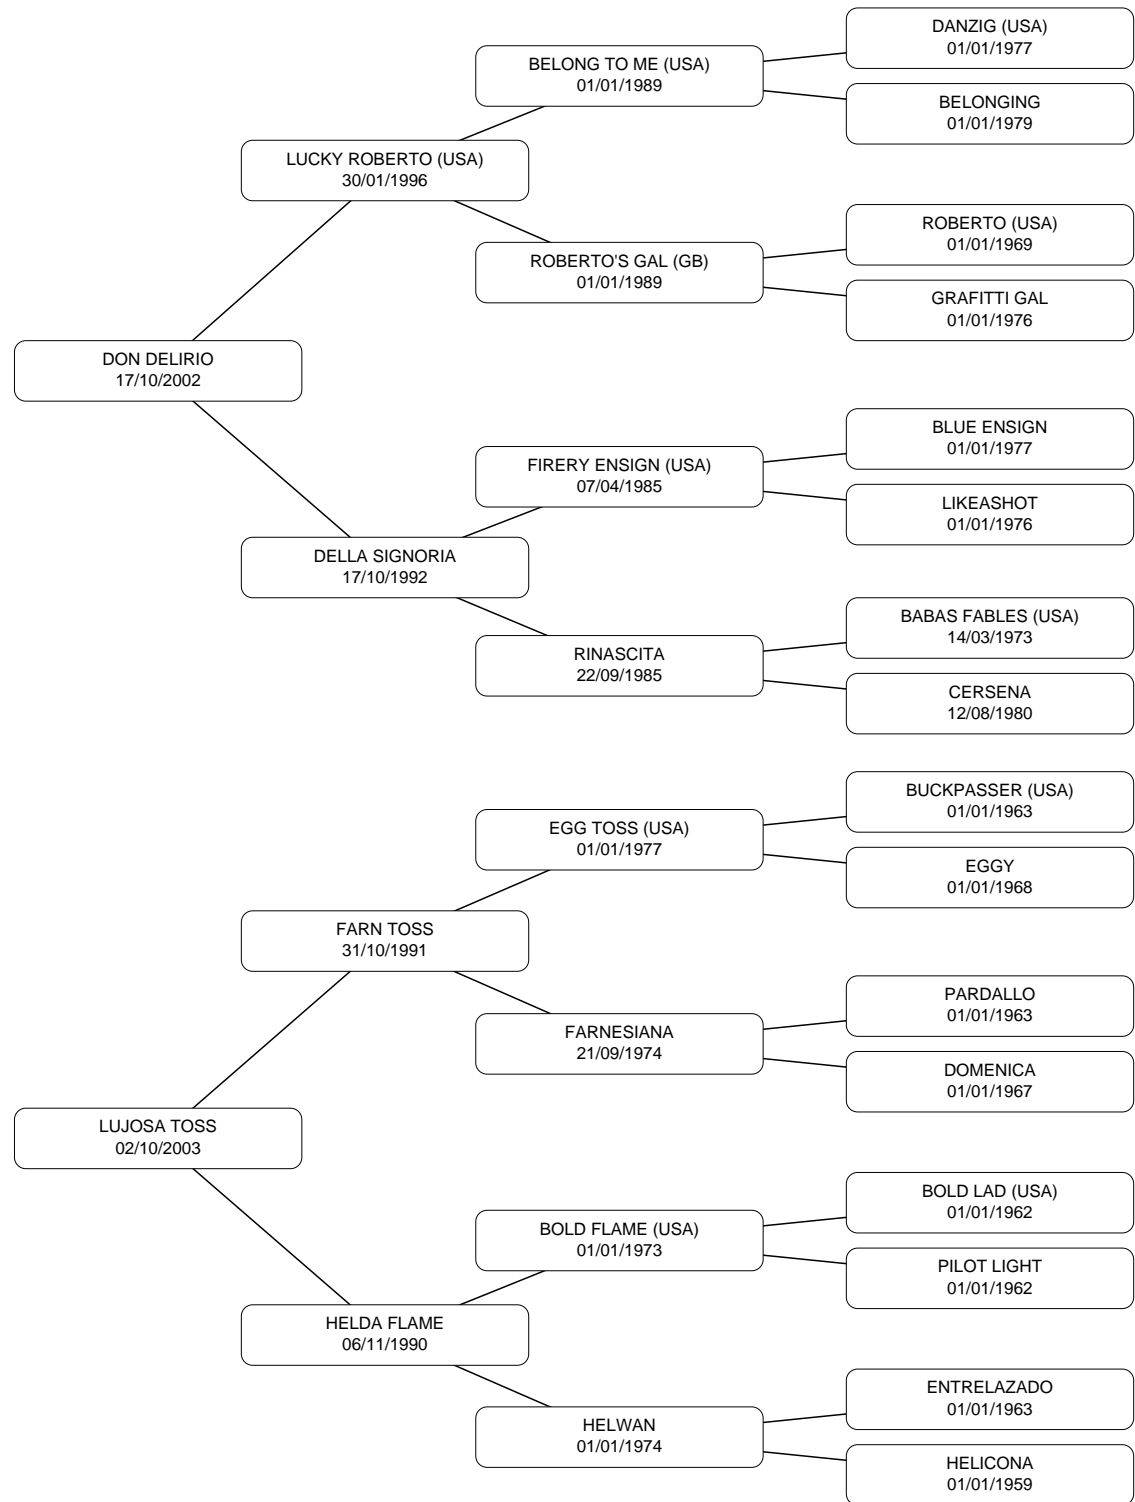 DANZIG (USA)
01/01/1977
BELONG TO ME (USA)
01/01/1989
BELONGING
01/01/1979
LUCKY ROBERTO (USA)
30/01/1996
ROBERTO (USA)
01/01/1969
ROBERTO'S GAL (GB)
01/01/1989
GRAFITTI GAL
01/01/1976
DON DELIRIO
17/10/2002
BLUE ENSIGN
01/01/1977
FIRERY ENSIGN (USA)
07/04/1985
LIKEASHOT
01/01/1976
DELLA SIGNORIA
17/10/1992
BABAS FABLES (USA)
14/03/1973
RINASCITA
22/09/1985
CERSENA
12/08/1980
BUCKPASSER (USA)
01/01/1963
EGG TOSS (USA)
01/01/1977
EGGY
01/01/1968
FARN TOSS
31/10/1991
PARDALLO
01/01/1963
FARNESIANA
21/09/1974
DOMENICA
01/01/1967
LUJOSA TOSS
02/10/2003
BOLD LAD (USA)
01/01/1962
BOLD FLAME (USA)
01/01/1973
PILOT LIGHT
01/01/1962
HELDA FLAME
06/11/1990
ENTRELAZADO
01/01/1963
HELWAN
01/01/1974
HELICONA
01/01/1959